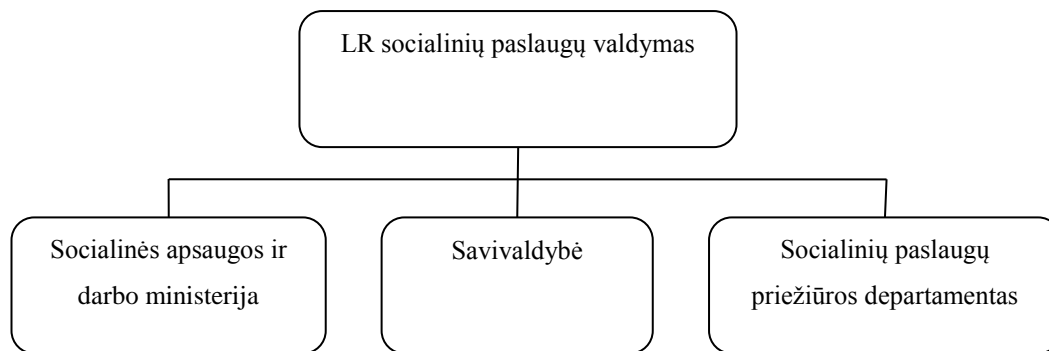 LR socialinių paslaugų valdymas
Socialinės apsaugos ir
darbo ministerija
Savivaldybė
Socialinių paslaugų
priežiūros departamentas